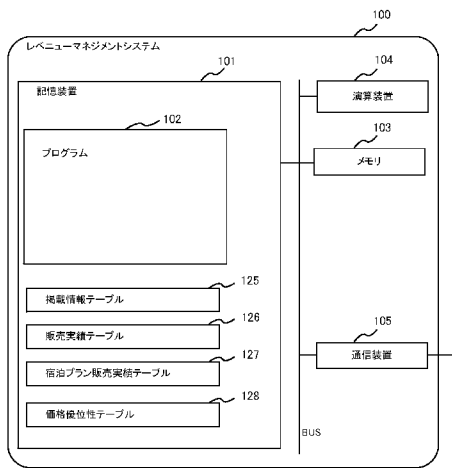 100
レベニューマネジメントシステム
101
記憶装置
104
演算装置
102
プログラム
103
メモリ
125
掲載情報テーブル
126
販売実績テーブル
105
通信装置
127
宿泊プラン販売実績テーブル
128
価格優位性テーブル
BUS